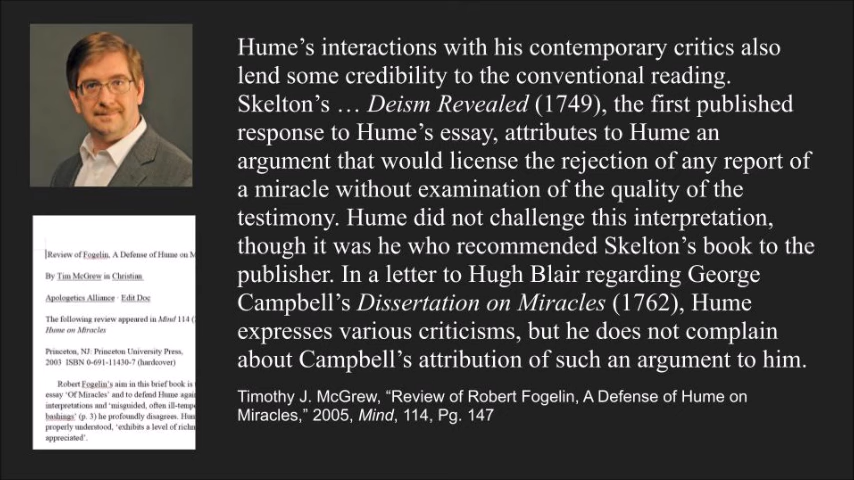 Hume’s interactions with his contemporary critics also
lend some credibility to the conventional reading.
Skelton’s … Deism Revealed (1749), the first published
response to Hume’s essay, attributes to Hume an
argument that would license the rejection of any report of
a miracle without examination of the quality of the
testimony. Hume did not challenge this interpretation,
though it was he who recommended Skelton’s book to the
publisher. In a letter to Hugh Blair regarding George
Campbell’s Dissertation on Miracles (1762), Hume
expresses various criticisms, but he does not complain
about Campbell’s attribution of such an argument to him.
Timothy J. McGrew, “Review of Robert Fogelin, A Defense of Hume on
Miracles,” 2005, Mind, 114, Pg. 147
Review of Fogelin, A Defense of Hume on M
By Tim McGrew in Christian
Apologetics Alliance · Edit Doc
The following review appeared in Mind 114 (
Hume on Miracles
Princeton, NJ: Princeton University Press,
2003 ISBN 0-691-11430-7 (hardcover)
Robert Fogelin’s aim in this brief book is
essay ‘Of Miracles’ and to defend Hume again
interpretations and ‘misguided, often ill-tempe
bashings’ (p. 3) he profoundly disagrees. Hum
properly understood, ‘exhibits a level of richn
appreciated’.